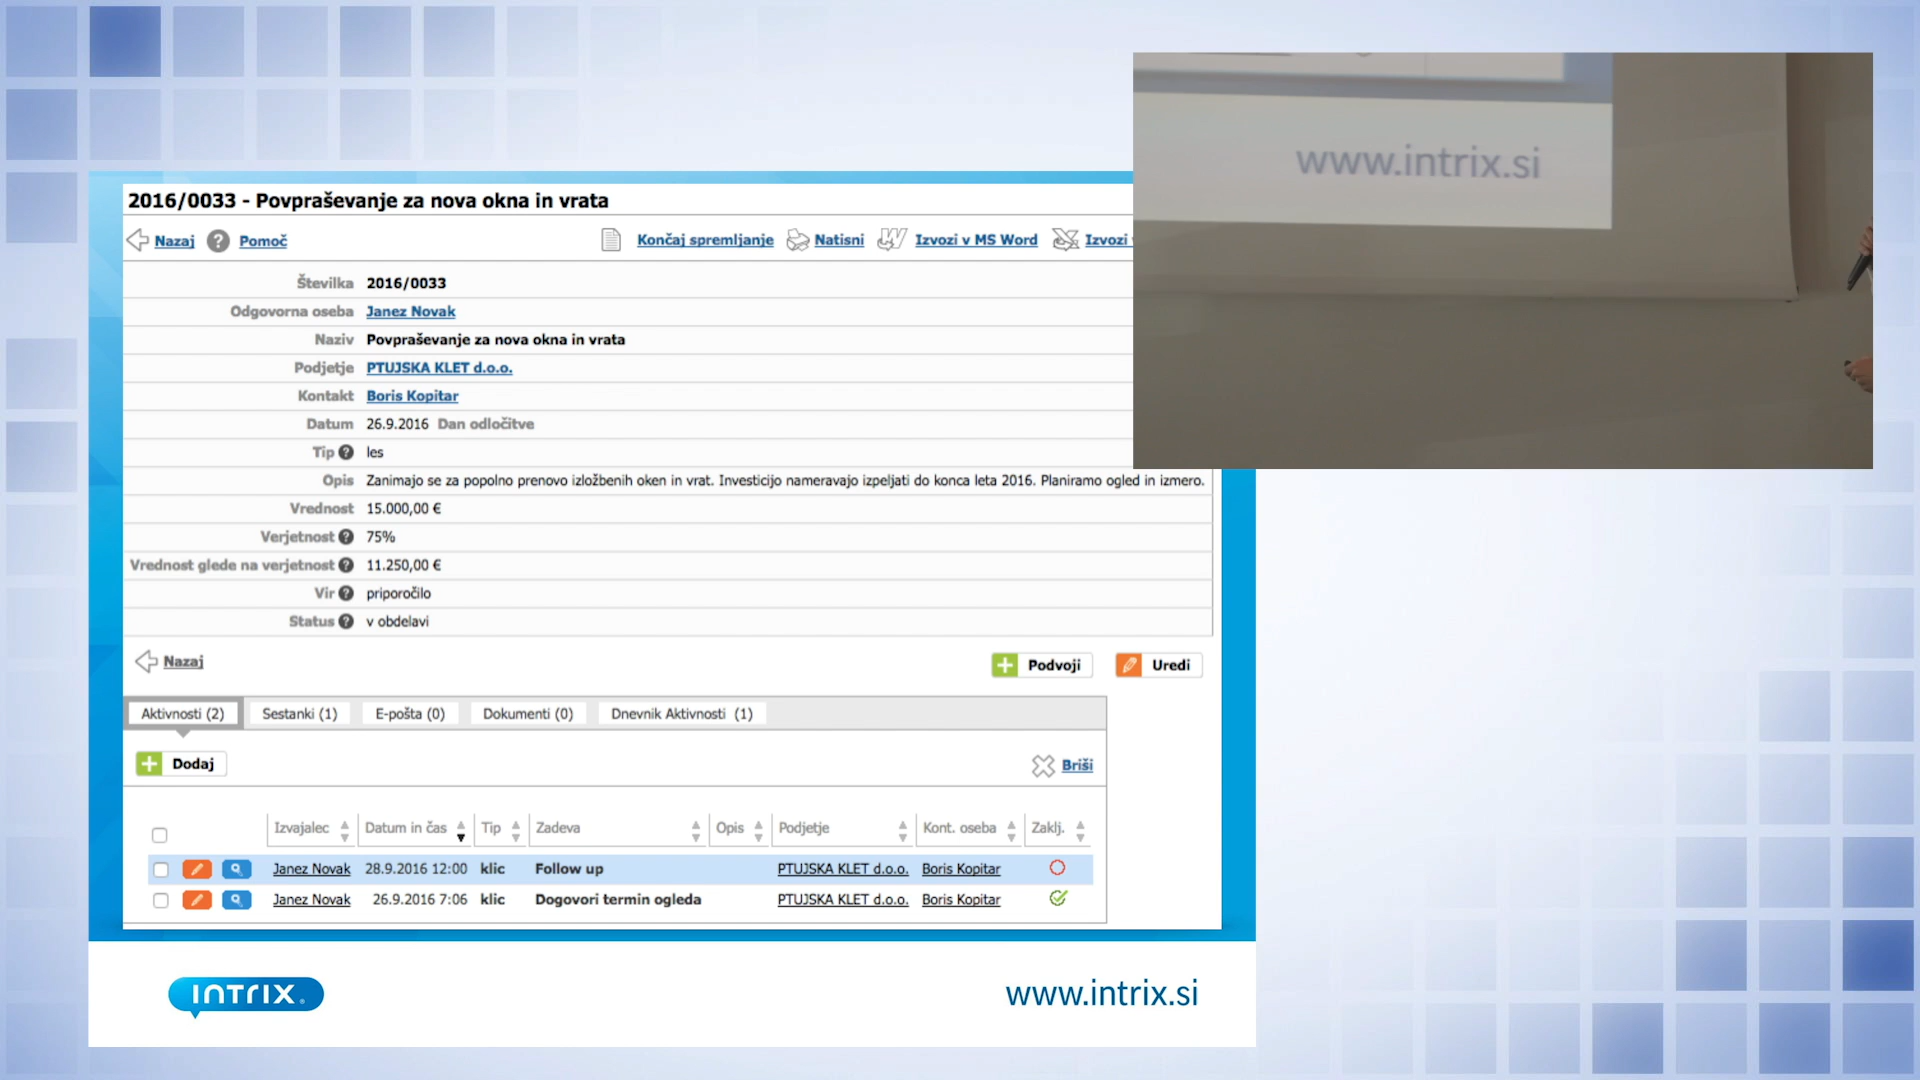 www.intrix.si
2016/0033 - Povpraševanje za nova okna in vrata
Nazaj ? Pomoč Končaj spremljanje Natisni Izvozi v MS Word Izvozi
Številka 2016/0033
Odgovorna oseba Janez Novak
Naziv Povpraševanje za nova okna in vrata
Podjetje PTUJSKA KLET d.o.o.
Kontakt Boris Kopitar
Datum 26.9.2016 Dan odločitve
Tip ? les
Opis Zanimajo se za popolno prenovo izložbenih oken in vrat. Investicijo nameravajo izpeljati do konca leta 2016. Planiramo ogled in izmero.
Vrednost 15.000,00 €
Verjetnost ? 75%
Vrednost glede na verjetnost ? 11.250,00 €
Vir ? priporočilo
Status ? v obdelavi
Nazaj Podvoji Uredi
Aktivnosti (2) Sestanki (1) E-pošta (0) Dokumenti (0) Dnevnik Aktivnosti (1)
Dodaj Briši
Izvajalec Datum in čas Tip Zadeva Opis Podjetje Kont. oseba Zaklj.
Janez Novak 28.9.2016 12:00 klic Follow up PTUJSKA KLET d.o.o. Boris Kopitar
Janez Novak 26.9.2016 7:06 klic Dogovori termin ogleda PTUJSKA KLET d.o.o. Boris Kopitar
INTRIX® www.intrix.si